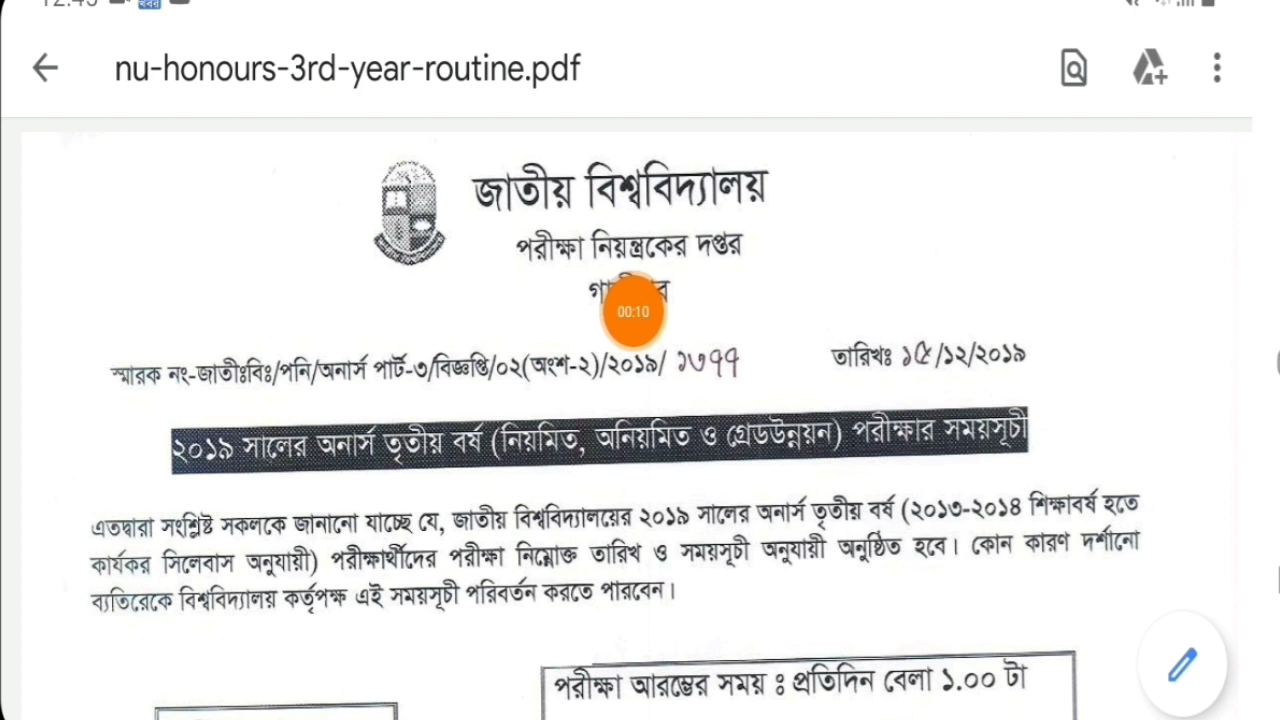 nu-honours-3rd-year-routine.pdf
জাতীয় বিশ্ববিদ্যালয়
পরীক্ষা নিয়ন্ত্রকের দপ্তর
00:10
স্মারক নং-জাতীঃবিঃ/পনি/অনার্স পার্ট-৩/বিজ্ঞপ্তি/০২(অংশ-২)/২০১৯/ ১৩৭৭
তারিখঃ ১৫/১২/২০১৯
২০১৯ সালের অনার্স তৃতীয় বর্ষ (নিয়মিত, অনিয়মিত ও গ্রেডউন্নয়ন) পরীক্ষার সময়সূচী
এতদ্বারা সংশ্লিষ্ট সকলকে জানানো যাচ্ছে যে, জাতীয় বিশ্ববিদ্যালয়ের ২০১৯ সালের অনার্স তৃতীয় বর্ষ (২০১৩-২০১৪ শিক্ষাবর্ষ হতে
কার্যকর সিলেবাস অনুযায়ী) পরীক্ষার্থীদের পরীক্ষা নিম্নোক্ত তারিখ ও সময়সূচী অনুযায়ী অনুষ্ঠিত হবে। কোন কারণ দর্শানো
ব্যতিরেকে বিশ্ববিদ্যালয় কর্তৃপক্ষ এই সময়সূচী পরিবর্তন করতে পারবেন।
পরীক্ষা আরম্ভের সময় ঃ প্রতিদিন বেলা ১.০০ টা